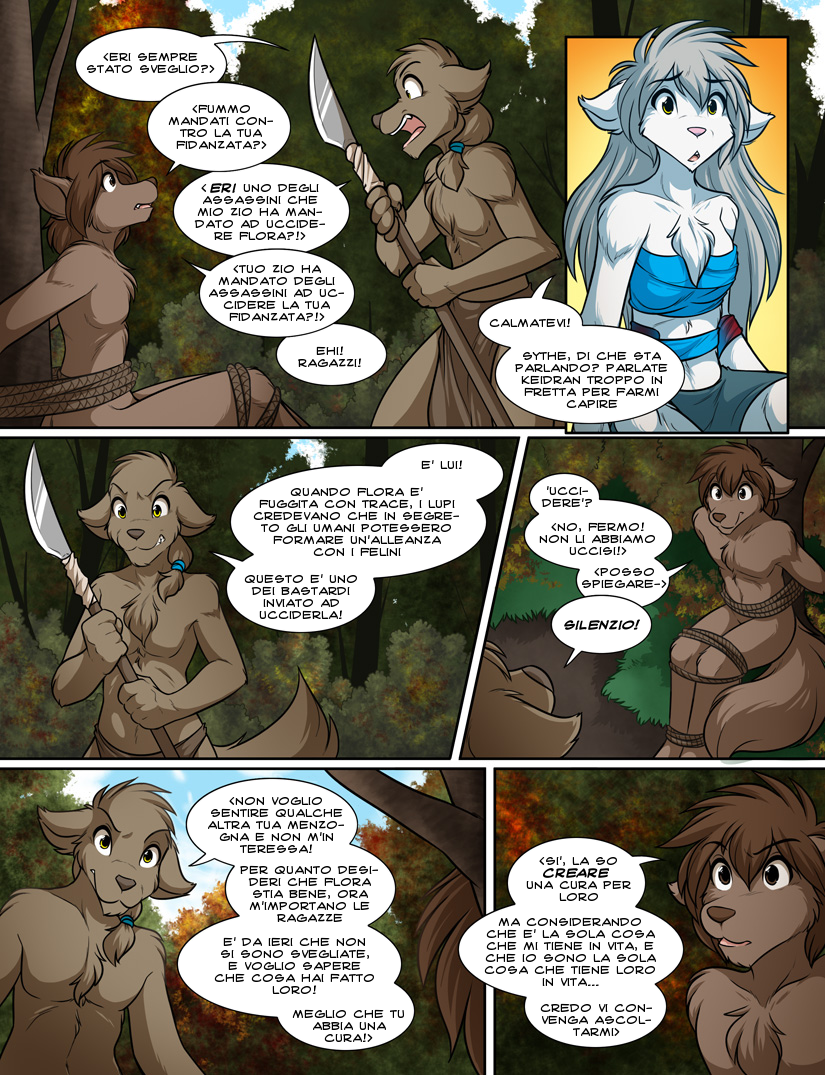 <ERI SEMPRE
STATO SVEGLIO?>
<FUMMO
MANDATI CON-
TRO LA TUA
FIDANZATA?>
<ERI UNO DEGLI
ASSASSINI CHE
MIO ZIO HA MAN-
DATO AD UCCIDE-
RE FLORA?!>
<TUO ZIO HA
MANDATO DEGLI
ASSASSINI AD UC-
CIDERE LA TUA
FIDANZATA?!>
EHI!
RAGAZZI!
CALMATEVI!
SYTHE, DI CHE STA
PARLANDO? PARLATE
KEIDRAN TROPPO IN
FRETTA PER FARMI
CAPIRE
E' LUI!
QUANDO FLORA E'
FUGGITA CON TRACE, I LUPI
CREDEVANO CHE IN SEGRE-
TO GLI UMANI POTESSERO
FORMARE UN'ALLEANZA
CON I FELINI
QUESTO E' UNO
DEI BASTARDI
INVIATO AD
UCCIDERLA!
'UCCI-
DERE'?
<NO, FERMO!
NON LI ABBIAMO
UCCISI!>
<POSSO
SPIEGARE->
SILENZIO!
<NON VOGLIO
SENTIRE QUALCHE
ALTRA TUA MENZO-
GNA E NON M'IN
TERESSA!
PER QUANTO DESI-
DERI CHE FLORA
STIA BENE, ORA
M'IMPORTANO LE
RAGAZZE
E' DA IERI CHE NON
SI SONO SVEGLIATE,
E VOGLIO SAPERE
CHE COSA HAI FATTO
LORO!
MEGLIO CHE TU
ABBIA UNA
CURA!>
<SI', LA SO
CREARE
UNA CURA PER
LORO
MA CONSIDERANDO
CHE E' LA SOLA COSA
CHE MI TIENE IN VITA, E
CHE IO SONO LA SOLA
COSA CHE TIENE LORO
IN VITA...
CREDO VI CON-
VENGA ASCOL-
TARMI>